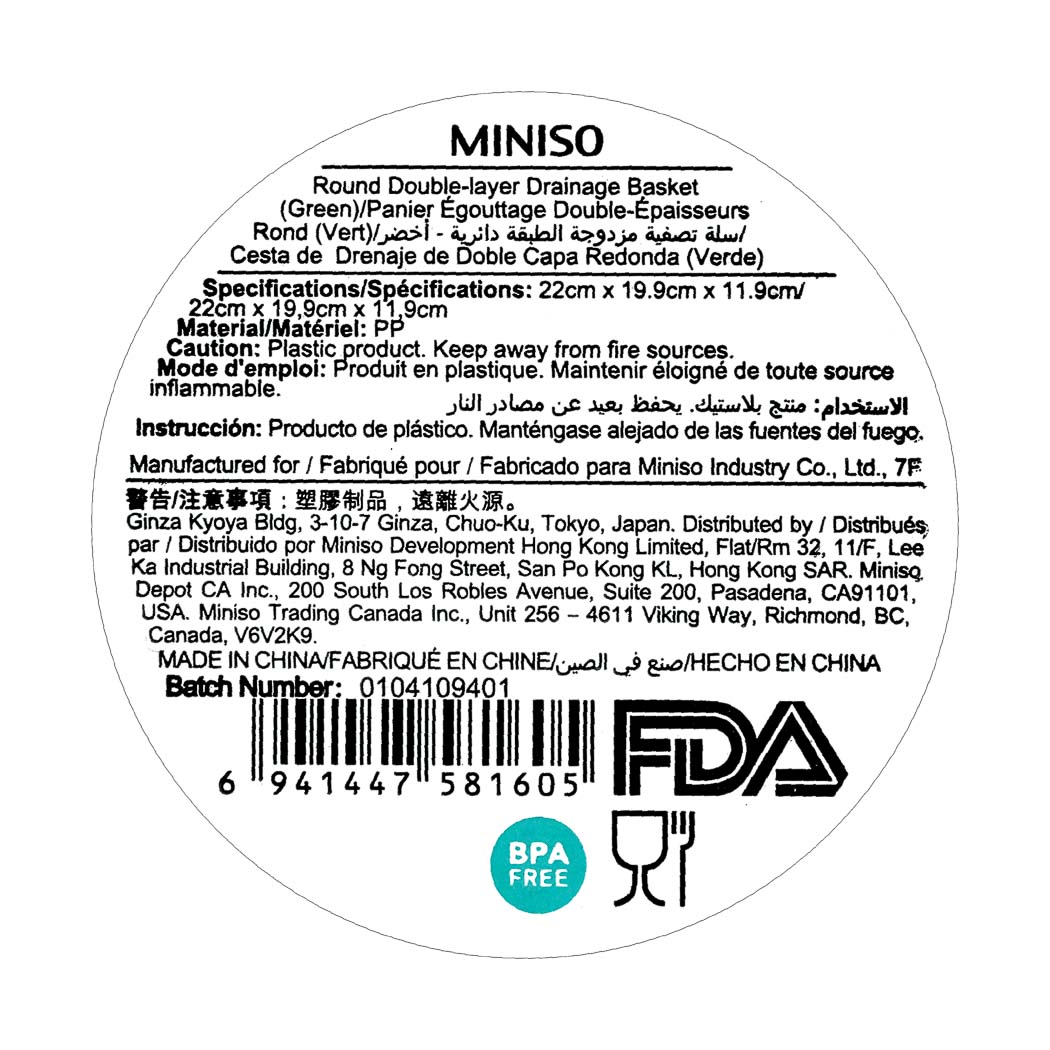 MINISO
Round Double-layer Drainage Basket
(Green)/Panier Égouttage Double-Épaisseurs
Rond (Vert)/سلة تصفية مزدوجة الطبقة دائرية - أخضر/
Cesta de Drenaje de Doble Capa Redonda (Verde)
Specifications/Spécifications: 22cm x 19.9cm x 11.9cm/
22cm x 19,9cm x 11,9cm
Material/Matériel: PP
Caution: Plastic product. Keep away from fire sources.
Mode d'emploi: Produit en plastique. Maintenir éloigné de toute source
inflammable.
الاستخدام: منتج بلاستيك. يحفظ بعيد عن مصادر النار
Instrucción: Producto de plástico. Manténgase alejado de las fuentes del fuego.
Manufactured for / Fabriqué pour / Fabricado para Miniso Industry Co., Ltd., 7F
警告/注意事項：塑膠制品，遠離火源。
Ginza Kyoya Bldg, 3-10-7 Ginza, Chuo-Ku, Tokyo, Japan. Distributed by / Distribués
par / Distribuido por Miniso Development Hong Kong Limited, Flat/Rm 32, 11/F, Lee
Ka Industrial Building, 8 Ng Fong Street, San Po Kong KL, Hong Kong SAR. Miniso
Depot CA Inc., 200 South Los Robles Avenue, Suite 200, Pasadena, CA91101,
USA. Miniso Trading Canada Inc., Unit 256 – 4611 Viking Way, Richmond, BC,
Canada, V6V2K9.
MADE IN CHINA/FABRIQUÉ EN CHINE/صنع في الصين/HECHO EN CHINA
Batch Number: 0104109401
6 941447 581605
FDA
BPA
FREE